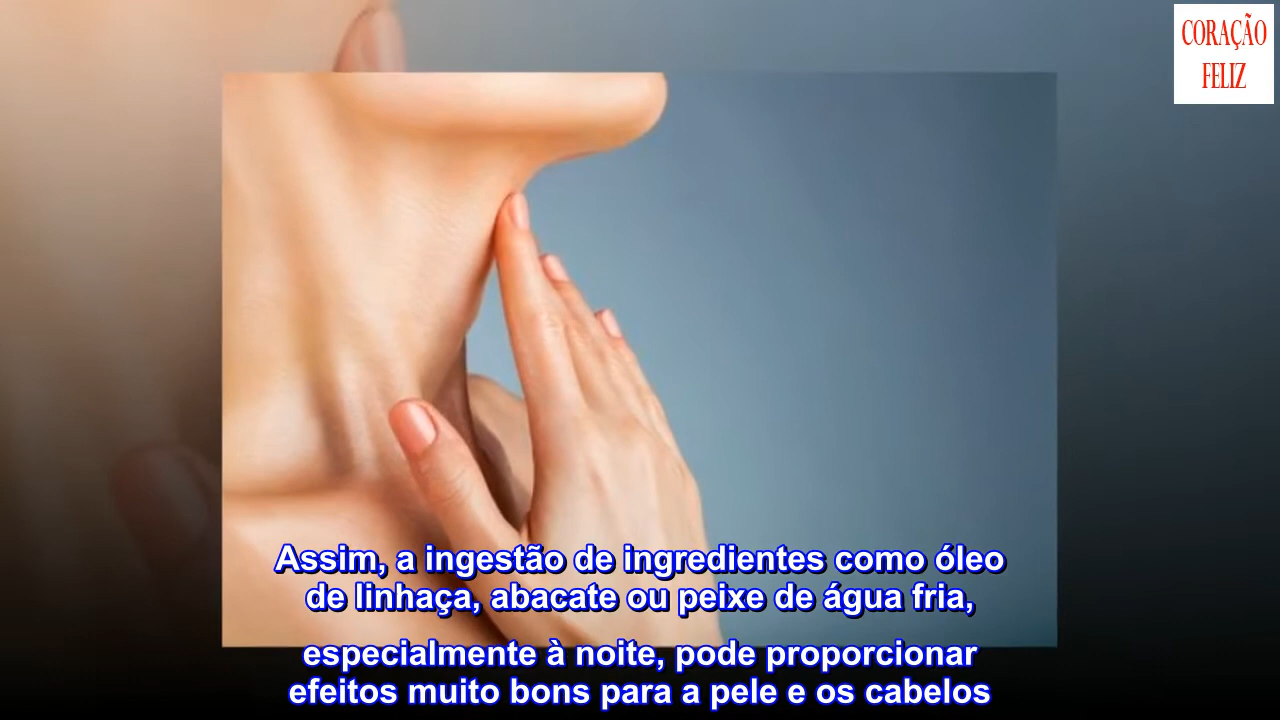 CORAÇÃO
FELIZ
Assim, a ingestão de ingredientes como óleo
de linhaça, abacate ou peixe de água fria,
especialmente à noite, pode proporcionar
efeitos muito bons para a pele e os cabelos